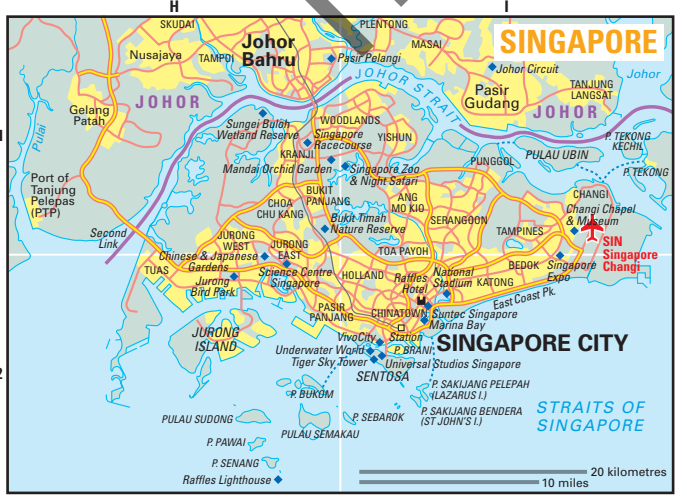 H
I
SKUDAI
PLENTONG
MASAI
SINGAPORE
Nusajaya
TAMPOI
Johor
Bahru
Pasir Pelangi
Johor Circuit
Johor
JOHOR STRAIT
Pasir
Gudang
TANJUNG
LANGSAT
JOHOR
JOHOR
Gelang
Patah
Pulai
Sungei Buloh
Wetland Reserve
WOODLANDS
Singapore
Racecourse
YISHUN
KRANJI
P. TEKONG
KECHIL
PULAU UBIN
P. TEKONG
PUNGGOL
Mandai Orchid Garden
Singapore Zoo
& Night Safari
Port of
Tanjung
Pelepas
(PTP)
BUKIT
PANJANG
CHOA
CHU KANG
ANG
MO KIO
CHANGI
Changi Chapel
& Museum
Bukit Timah
Nature Reserve
SERANGOON
TAMPINES
Second
Link
JURONG
WEST
JURONG
EAST
TOA PAYOH
SIN
Singapore
Changi
Chinese & Japanese
Gardens
TUAS
Science Centre
Singapore
HOLLAND
Raffles
Hotel
National
Stadium
KATONG
BEDOK
Singapore
Expo
Jurong
Bird Park
East Coast Pk.
PASIR
PANJANG
CHINATOWN
Suntec Singapore
Marina Bay
JURONG
ISLAND
VivoCity
Station
SINGAPORE CITY
Underwater World
P. BRANI
Tiger Sky Tower
Universal Studios Singapore
SENTOSA
P. BUKOM
P. SAKIJANG PELEPAH
(LAZARUS I.)
PULAU SUDONG
P. SEBAROK
P. SAKIJANG BENDERA
(ST JOHN'S I.)
STRAITS OF
SINGAPORE
PULAU SEMAKAU
P. PAWAI
P. SENANG
Raffles Lighthouse
20 kilometres
10 miles